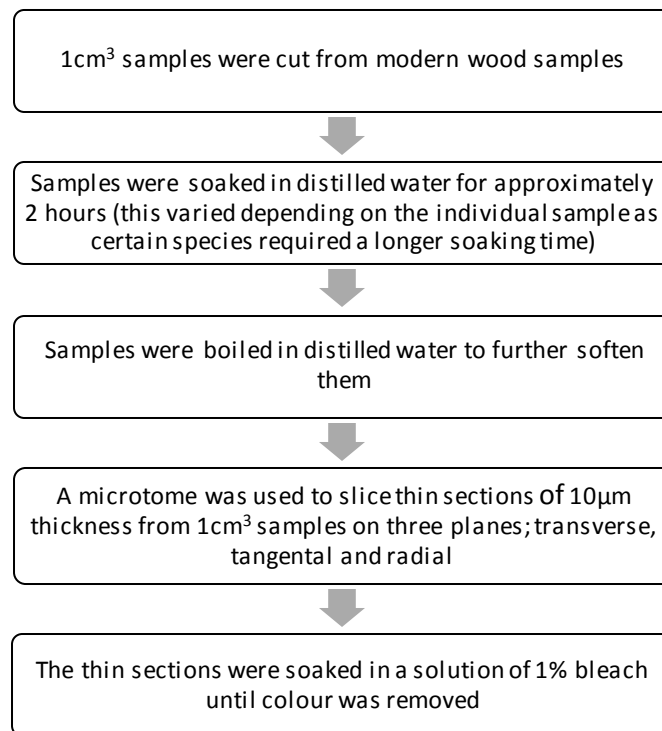 1cm³ samples were cut from modern wood samples
Samples were soaked in distilled water for approximately
2 hours (this varied depending on the individual sample as
certain species required a longer soaking time)
Samples were boiled in distilled water to further soften
them
A microtome was used to slice thin sections of 10µm
thickness from 1cm³ samples on three planes; transverse,
tangental and radial
The thin sections were soaked in a solution of 1% bleach
until colour was removed